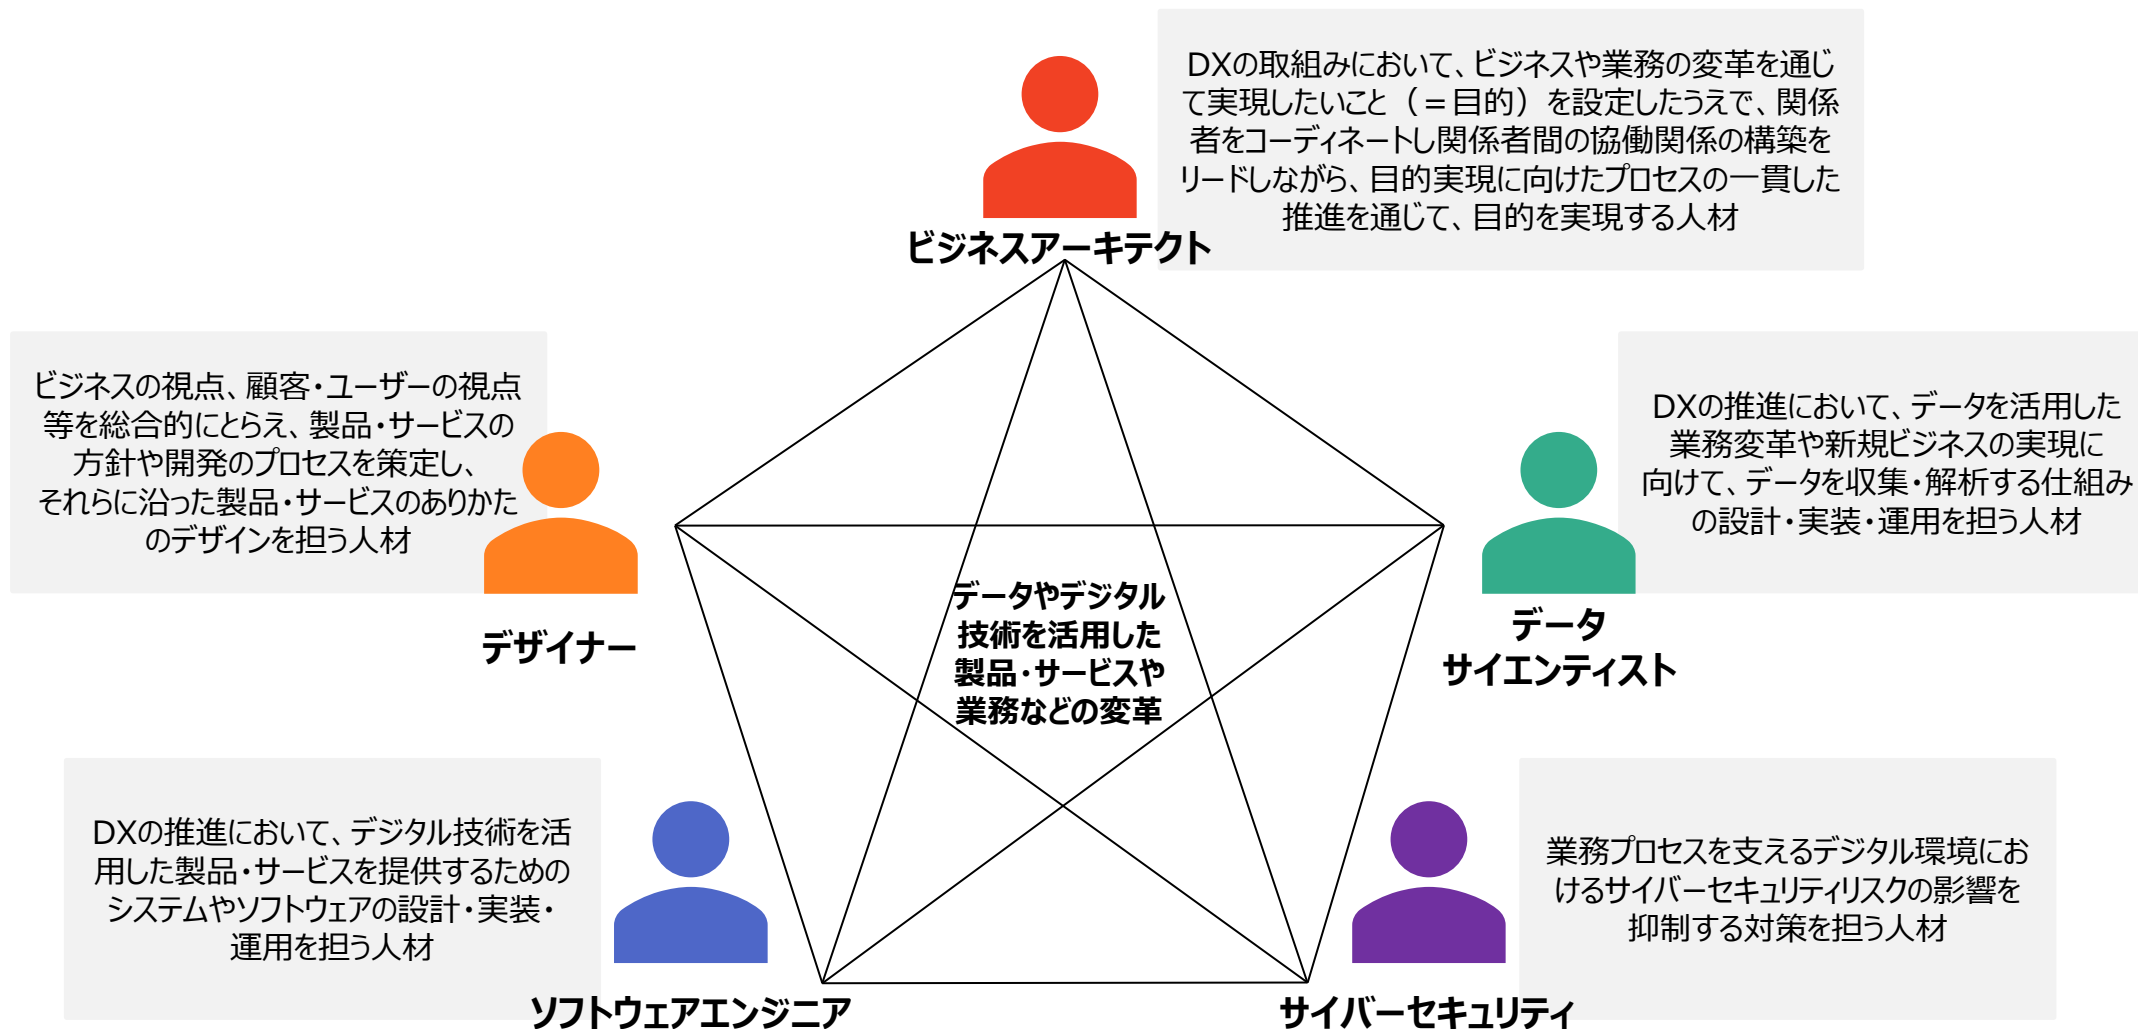 DXの取組みにおいて、ビジネスや業務の変革を通じ
て実現したいこと（＝目的）を設定したうえで、関係
者をコーディネートし関係者間の協働関係の構築を
リードしながら、目的実現に向けたプロセスの一貫した
推進を通じて、目的を実現する人材
ビジネスアーキテクト
ビジネスの視点、顧客・ユーザーの視点
等を総合的にとらえ、製品・サービスの
方針や開発のプロセスを策定し、
それらに沿った製品・サービスのありかた
のデザインを担う人材
デザイナー
DXの推進において、データを活用した
業務変革や新規ビジネスの実現に
向けて、データを収集・解析する仕組み
の設計・実装・運用を担う人材
データ
サイエンティスト
データやデジタル
技術を活用した
製品・サービスや
業務などの変革
DXの推進において、デジタル技術を活
用した製品・サービスを提供するための
システムやソフトウェアの設計・実装・
運用を担う人材
ソフトウェアエンジニア
業務プロセスを支えるデジタル環境にお
けるサイバーセキュリティリスクの影響を
抑制する対策を担う人材
サイバーセキュリティ